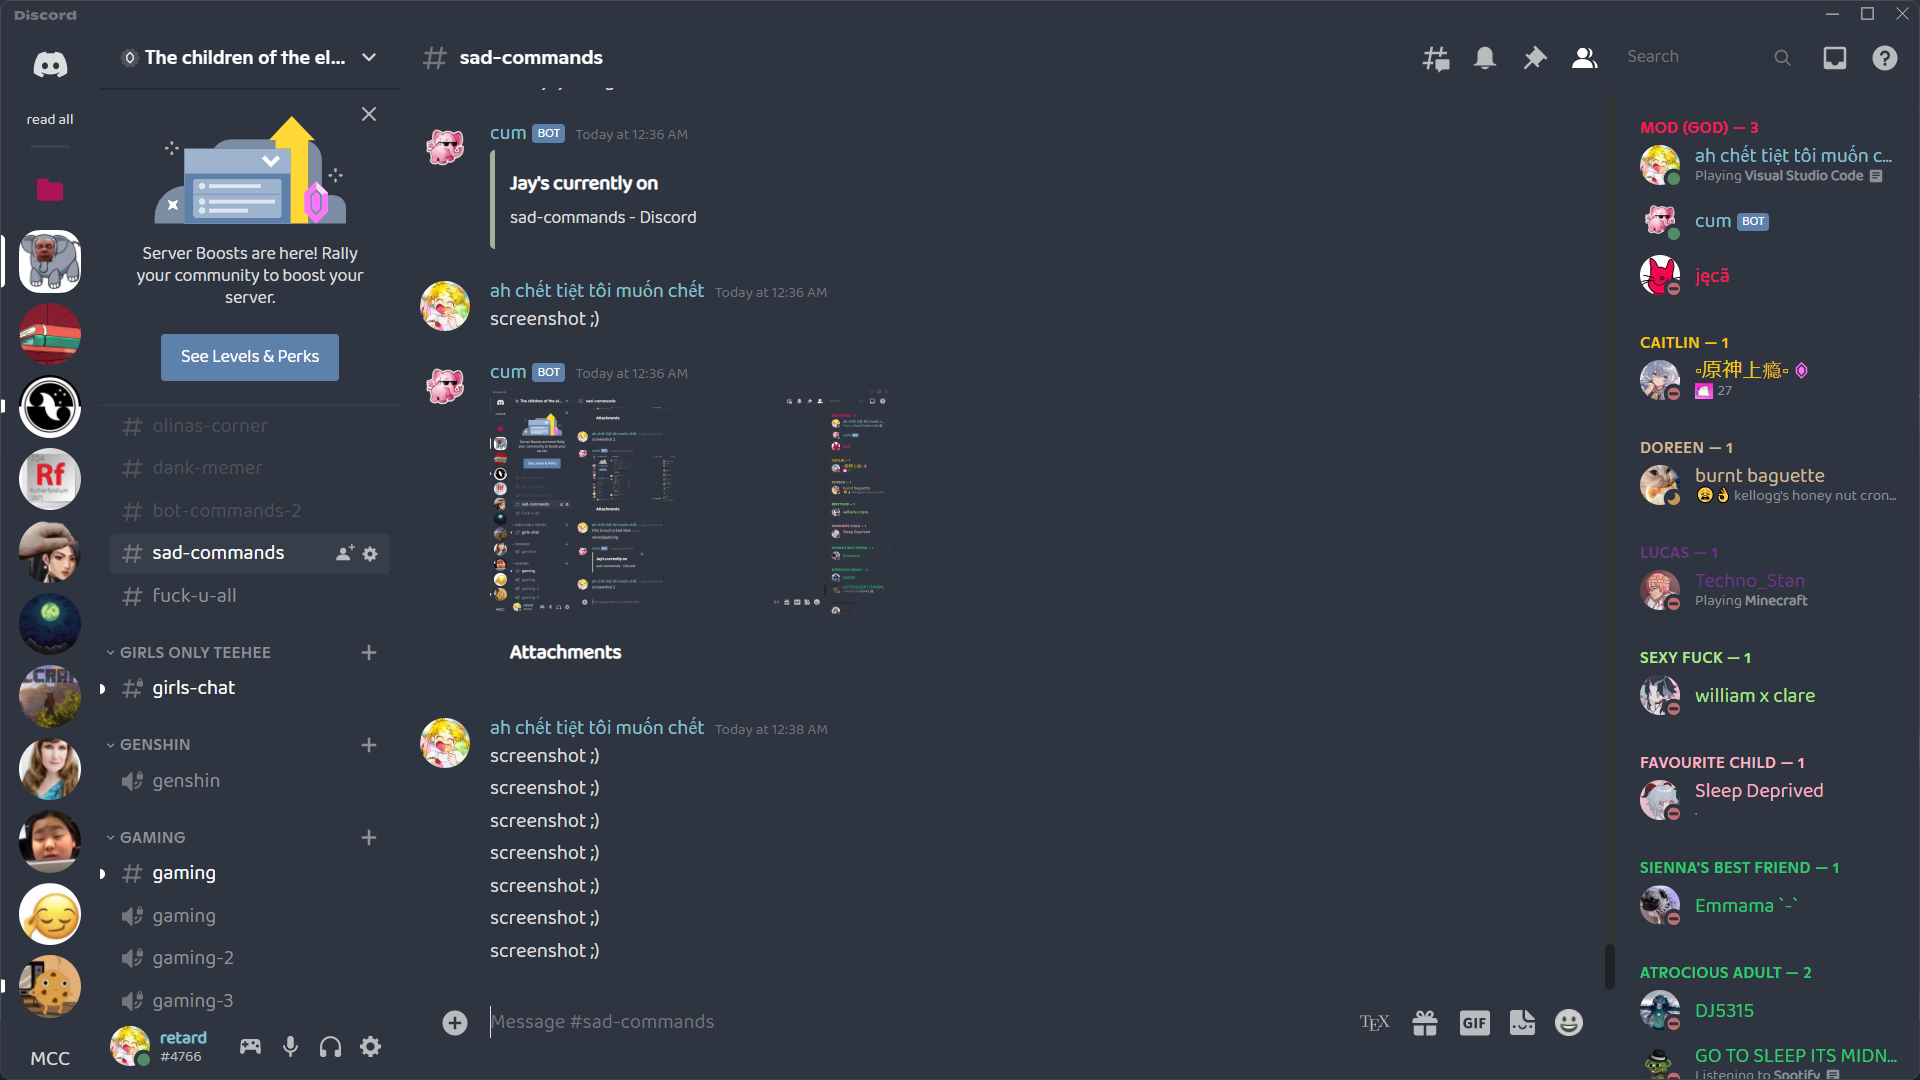 Discord
read all
MCC
The children of the el...
Server Boosts are here! Rally
your community to boost your
server.
See Levels & Perks
olinas-corner
dank-memer
bot-commands-2
sad-commands
fuck-u-all
GIRLS ONLY TEEHEE
girls-chat
GENSHIN
genshin
GAMING
gaming
gaming
gaming-2
gaming-3
retard
#4766
sad-commands
Search
cum BOT Today at 12:36 AM
Jay's currently on
sad-commands - Discord
ah chết tiệt tôi muốn chết Today at 12:36 AM
screenshot ;)
cum BOT Today at 12:36 AM
Attachments
ah chết tiệt tôi muốn chết Today at 12:38 AM
screenshot ;)
screenshot ;)
screenshot ;)
screenshot ;)
screenshot ;)
screenshot ;)
screenshot ;)
Message #sad-commands
TEX
GIF
MOD (GOD) — 3
ah chết tiệt tôi muốn c...
Playing Visual Studio Code
cum BOT
jęcã
CAITLIN — 1
▫原神上瘾▫
27
DOREEN — 1
burnt baguette
kellogg's honey nut cron...
LUCAS — 1
Techno_Stan
Playing Minecraft
SEXY FUCK — 1
william x clare
FAVOURITE CHILD — 1
Sleep Deprived
.
SIENNA'S BEST FRIEND — 1
Emmama `-`
ATROCIOUS ADULT — 2
DJ5315
GO TO SLEEP ITS MIDN...
Listening to Spotify